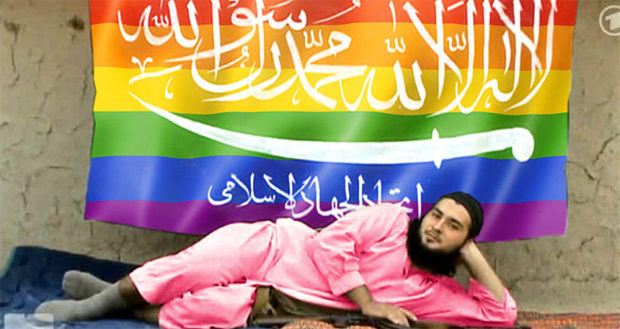 لا اله الا الله محمد رسول الله
اتحاد الجهاد الاسلامى